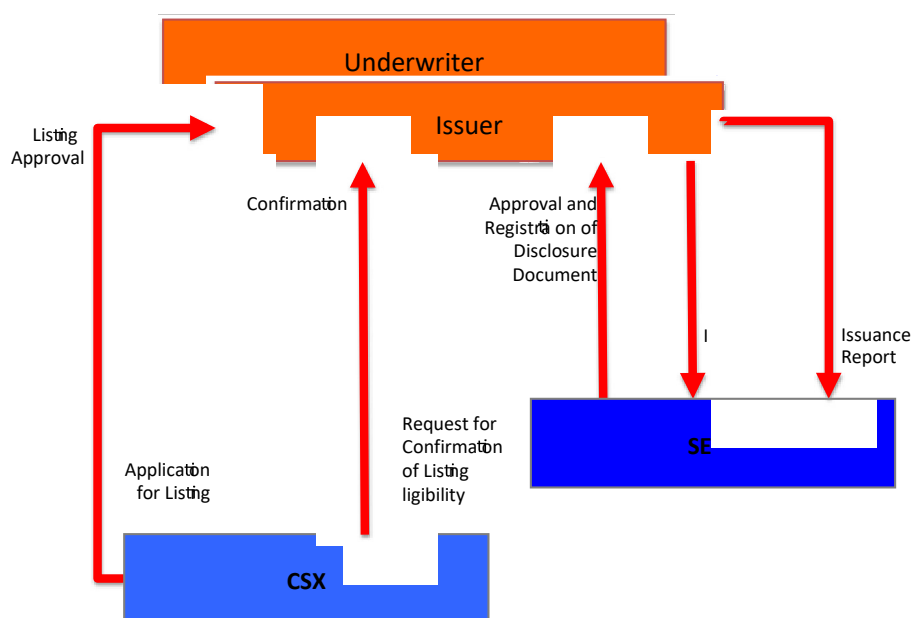 Underwriter
Issuer
Listing
Approval
Confirmation
Approval and
Registration of
Disclosure
Document
I
Issuance
Report
SE
Request for
Confirmation
of Listing
ligibility
Application
for Listing
CSX